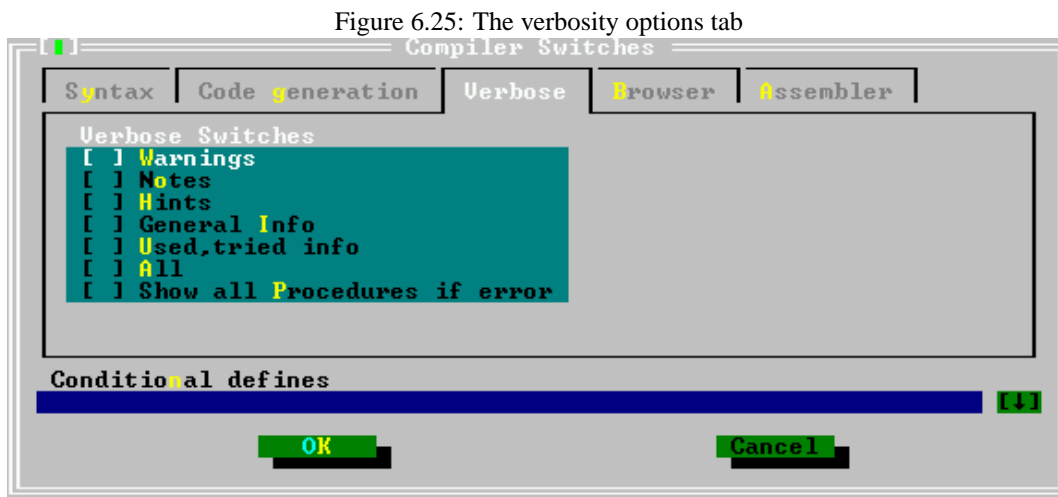 Figure 6.25: The verbosity options tab
[▮] Compiler Switches
Syntax Code generation Verbose Browser Assembler
Verbose Switches
[ ] Warnings
[ ] Notes
[ ] Hints
[ ] General Info
[ ] Used,tried info
[ ] All
[ ] Show all Procedures if error
Conditional defines
[↓]
OK Cancel